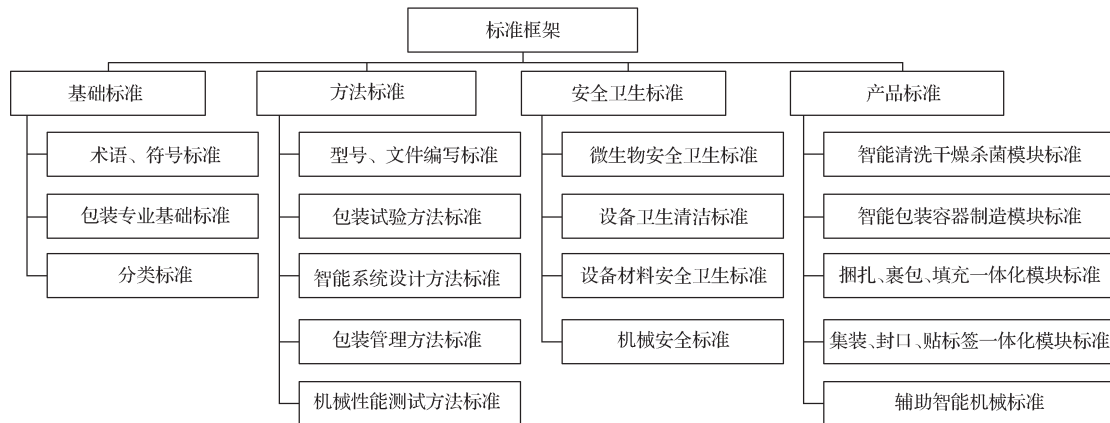 标准框架
基础标准
术语、符号标准
包装专业基础标准
分类标准
方法标准
型号、文件编写标准
包装试验方法标准
智能系统设计方法标准
包装管理方法标准
机械性能测试方法标准
安全卫生标准
微生物安全卫生标准
设备卫生清洁标准
设备材料安全卫生标准
机械安全标准
产品标准
智能清洗干燥杀菌模块标准
智能包装容器制造模块标准
捆扎、裹包、填充一体化模块标准
集装、封口、贴标签一体化模块标准
辅助智能机械标准